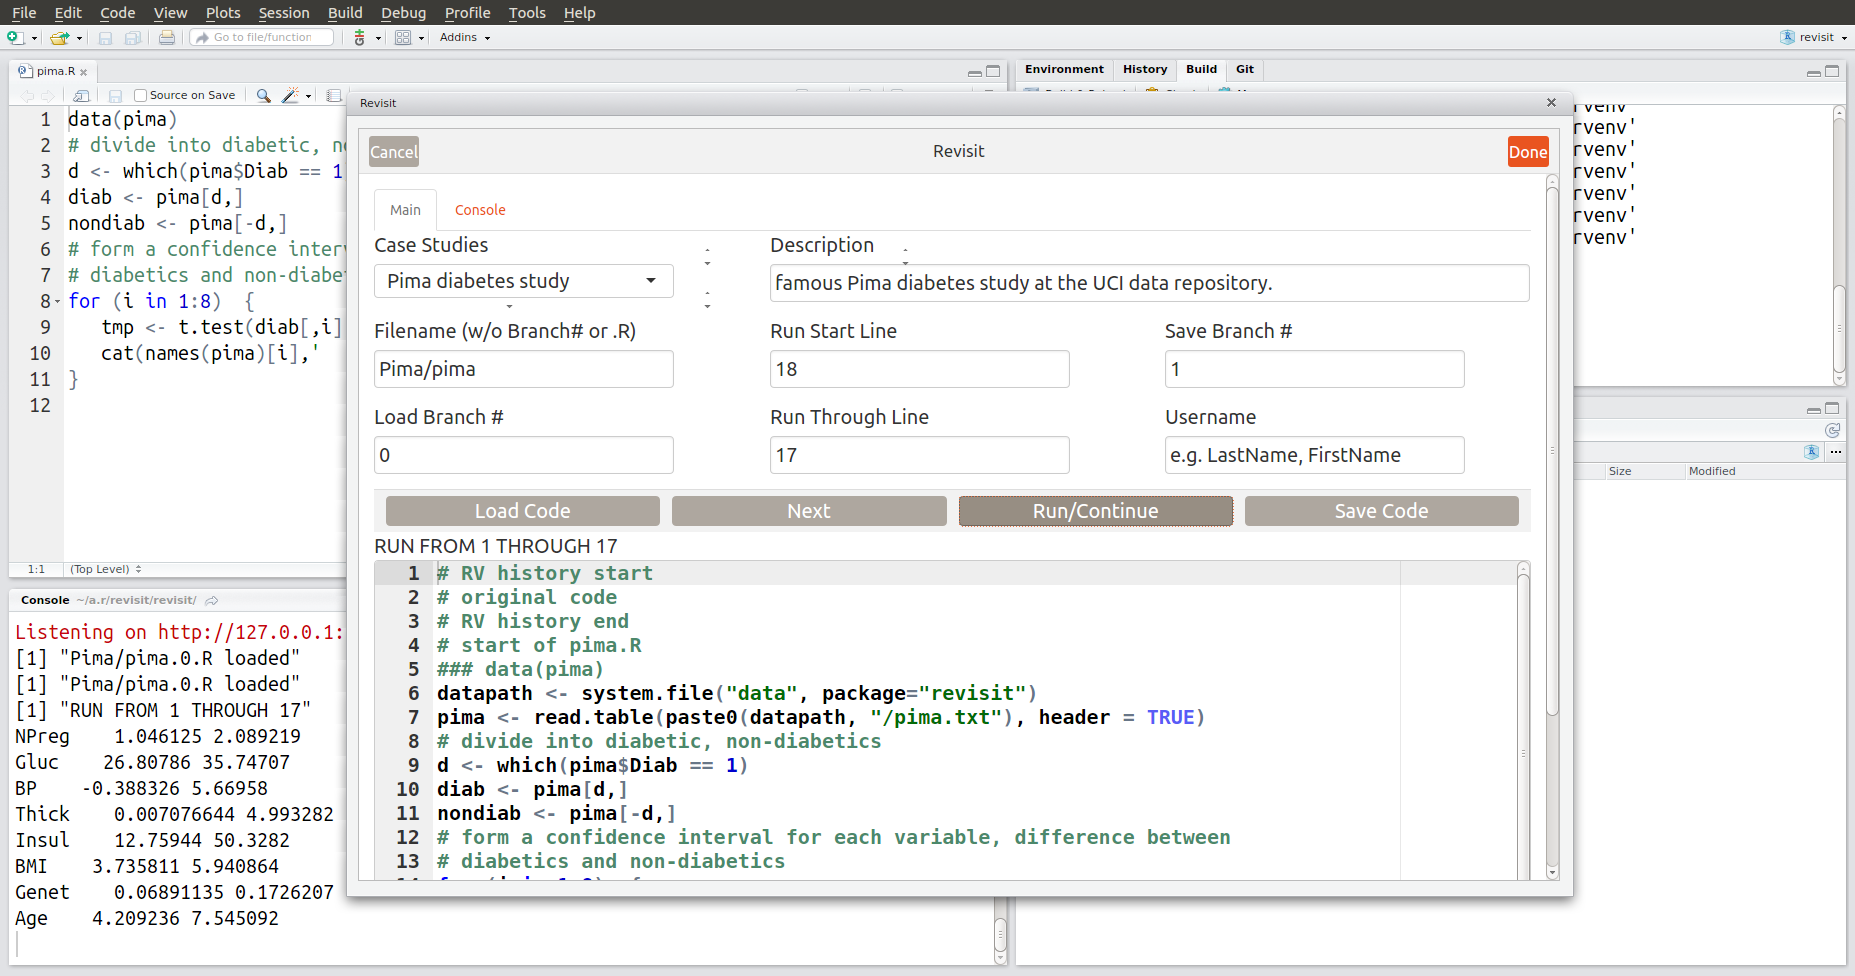 File Edit Code View Plots Session Build Debug Profile Tools Help
Go to file/function Addins revisit
pima.R
Source on Save
1 data(pima)
2 # divide into diabetic, n
3 d <- which(pima$Diab == 1
4 diab <- pima[d,]
5 nondiab <- pima[-d,]
6 # form a confidence inter
7 # diabetics and non-diabe
8 for (i in 1:8)  {
9    tmp <- t.test(diab[,i]
10    cat(names(pima)[i],'
11 }
12
1:1 (Top Level)
Console ~/a.r/revisit/revisit/
Listening on http://127.0.0.1:
[1] "Pima/pima.0.R loaded"
[1] "Pima/pima.0.R loaded"
[1] "RUN FROM 1 THROUGH 17"
NPreg    1.046125 2.089219
Gluc    26.80786 35.74707
BP    -0.388326 5.66958
Thick    0.007076644 4.993282
Insul    12.75944 50.3282
BMI    3.735811 5.940864
Genet    0.06891135 0.1726207
Age    4.209236 7.545092
Environment History Build Git
rvenv'
rvenv'
rvenv'
rvenv'
rvenv'
rvenv'
rvenv'
Size Modified
Revisit
Cancel Revisit Done
Main Console
Case Studies Description
Pima diabetes study famous Pima diabetes study at the UCI data repository.
Filename (w/o Branch# or .R) Run Start Line Save Branch #
Pima/pima 18 1
Load Branch # Run Through Line Username
0 17 e.g. LastName, FirstName
Load Code Next Run/Continue Save Code
RUN FROM 1 THROUGH 17
1 # RV history start
2 # original code
3 # RV history end
4 # start of pima.R
5 ### data(pima)
6 datapath <- system.file("data", package="revisit")
7 pima <- read.table(paste0(datapath, "/pima.txt"), header = TRUE)
8 # divide into diabetic, non-diabetics
9 d <- which(pima$Diab == 1)
10 diab <- pima[d,]
11 nondiab <- pima[-d,]
12 # form a confidence interval for each variable, difference between
13 # diabetics and non-diabetics